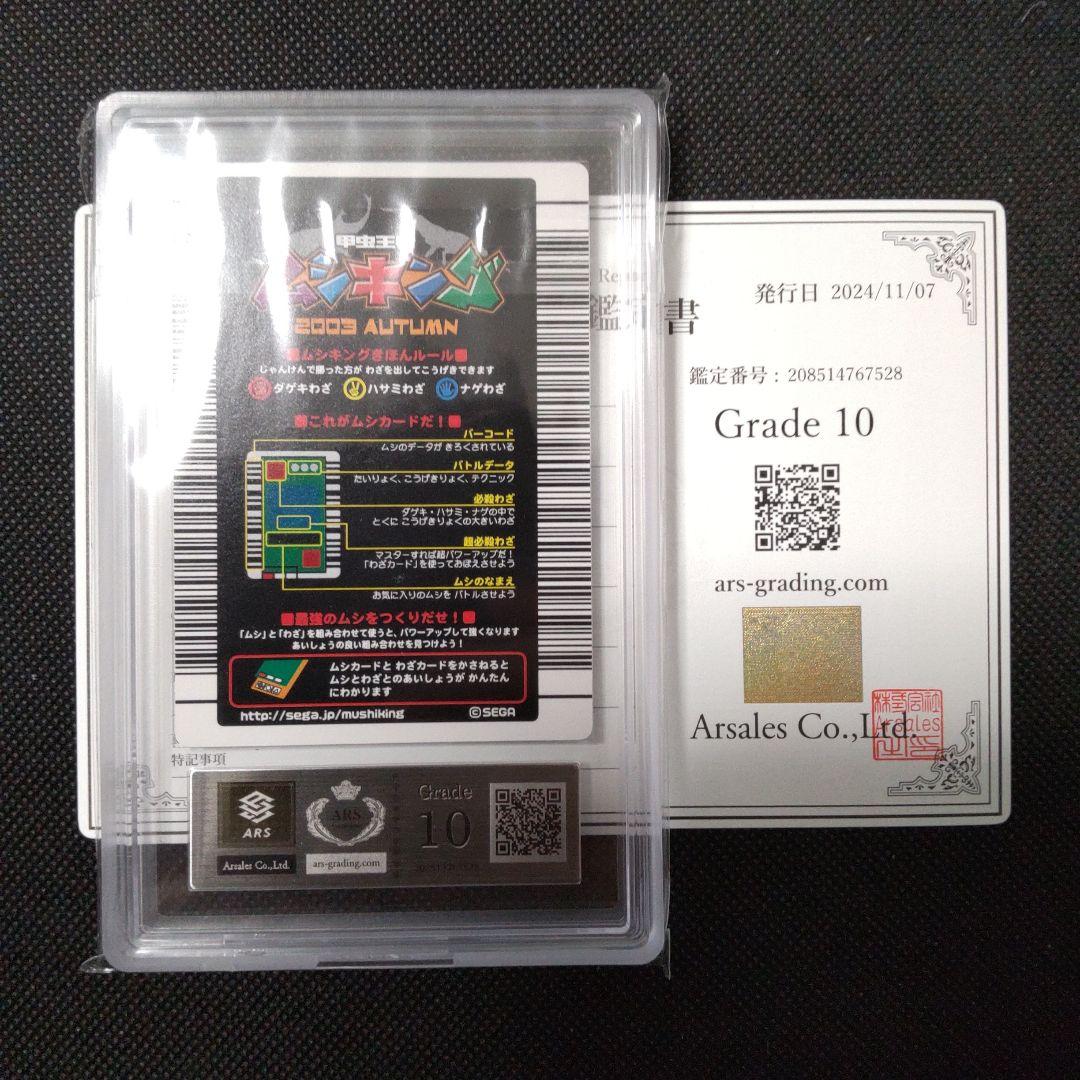 甲虫王
ムシキング
2003 AUTUMN
ムシキングきほんルール
じゃんけんで勝った方が わざを出してこうげきできます
ダゲキわざ ハサミわざ ナゲわざ
これがムシカードだ!
バーコード
ムシのデータが きろくされている
バトルデータ
たいりょく、こうげきりょく、テクニック
必殺わざ
ダゲキ・ハサミ・ナゲの中で
とくに こうげきりょくの大きいわざ
超必殺わざ
マスターすれば超パワーアップだ!
「わざカード」を使っておぼえさせよう
ムシのなまえ
お気に入りのムシを バトルさせよう
最強のムシをつくりだせ!
「ムシ」と「わざ」を組み合わせて使うと、パワーアップして強くなります
あいしょうの良い組み合わせを見つけよう!
ムシカードと わざカードをかさねると
ムシとわざとのあいしょうが かんたん
にわかります
http://sega.jp/mushiking ©SEGA
特記事項
ARS
Arsales Co.,Ltd.
ARS
ars-grading.com
Grade
10
鑑定書
発行日 2024/11/07
鑑定番号：208514767528
Grade 10
ars-grading.com
Arsales Co.,Ltd.
株式会社
Arsales